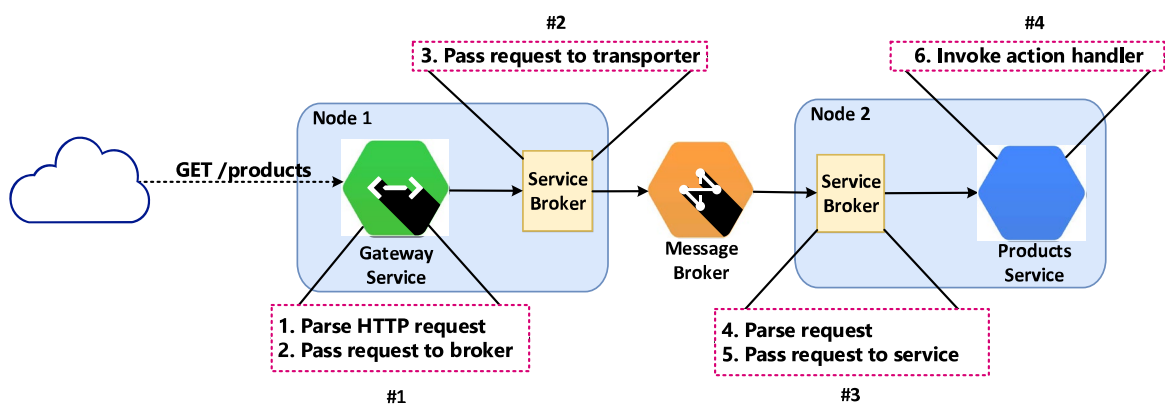 #2
#4
3. Pass request to transporter
6. Invoke action handler
Node 1
Node 2
GET /products
Service
Broker
Service
Broker
Gateway
Service
Message
Broker
Products
Service
1. Parse HTTP request
2. Pass request to broker
4. Parse request
5. Pass request to service
#1
#3